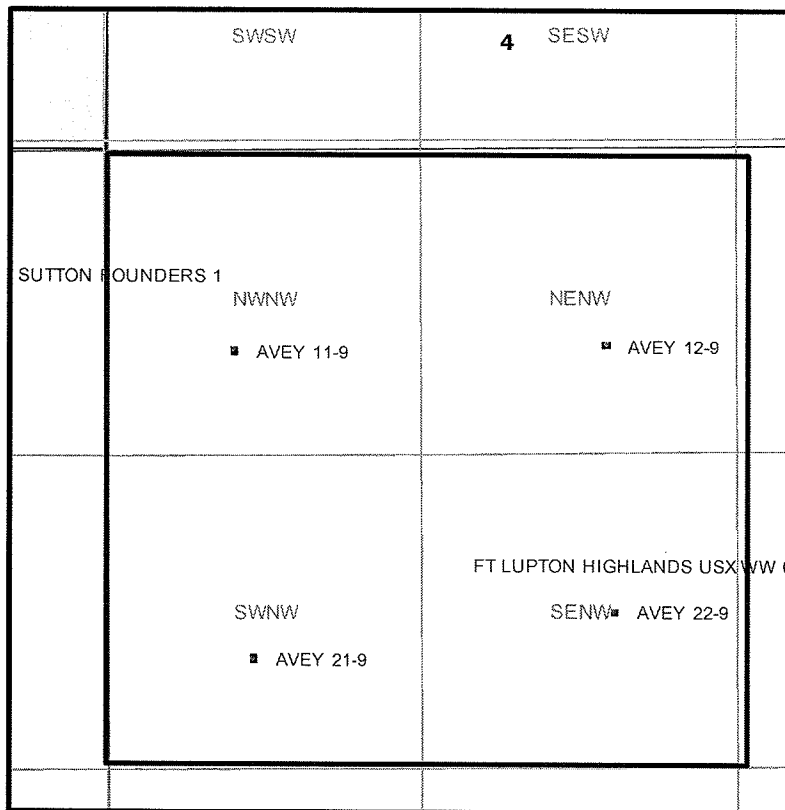 SWSW
4
SESW
SUTTON FOUNDERS 1
NWNW
NENW
AVEY 11-9
AVEY 12-9
FT LUPTON HIGHLANDS USX WW
SWNW
SENW
AVEY 22-9
AVEY 21-9